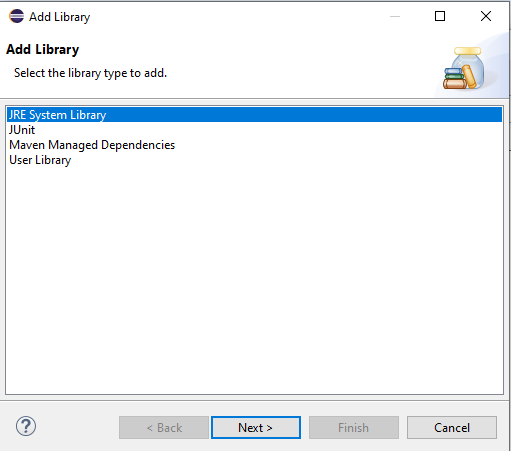 Add Library
Add Library
Select the library type to add.
JRE System Library
JUnit
Maven Managed Dependencies
User Library
?
< Back
Next >
Finish
Cancel